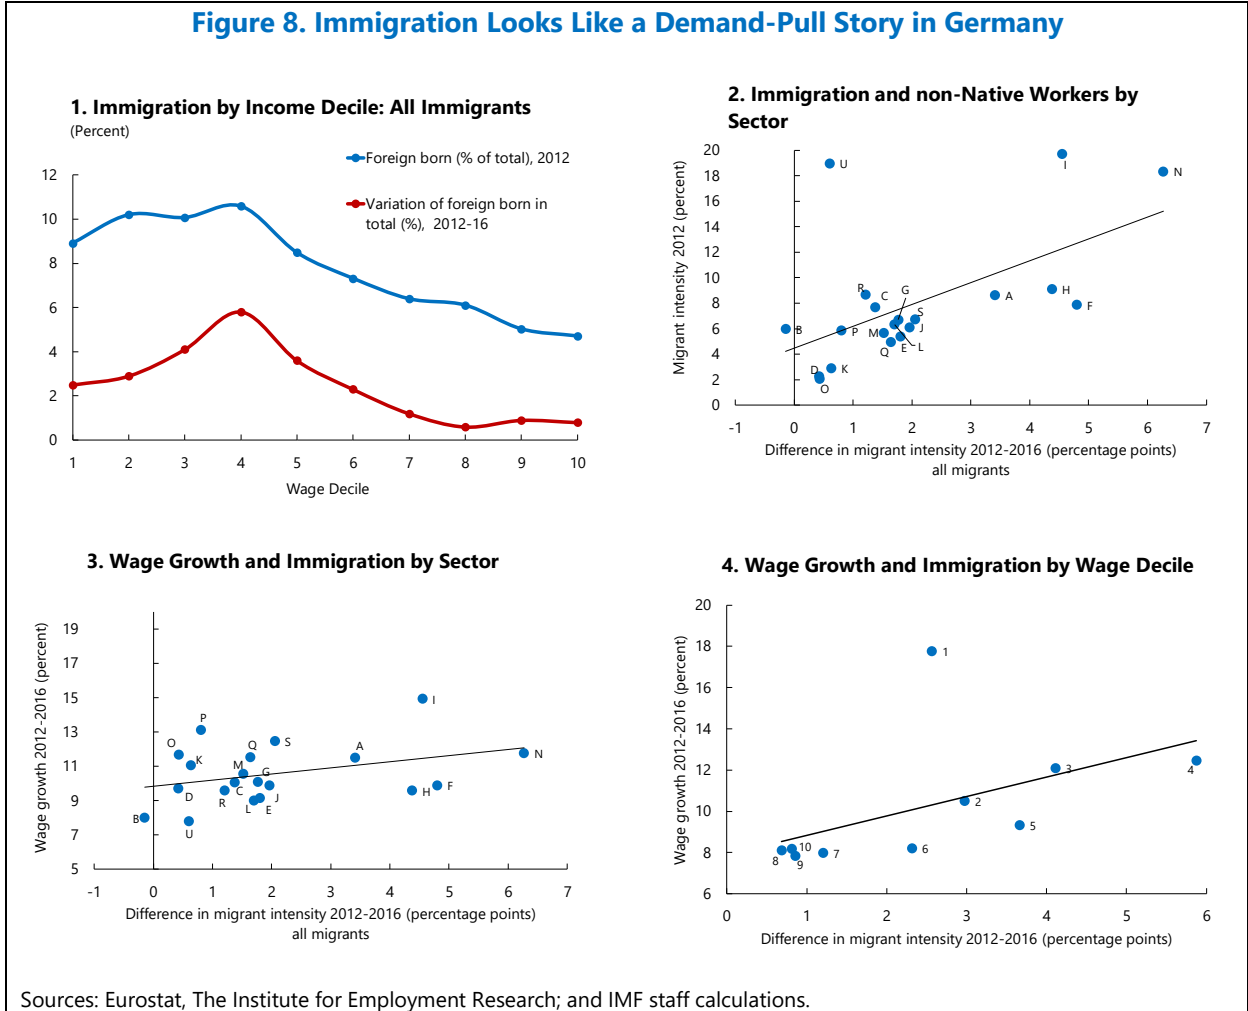 Figure 8. Immigration Looks Like a Demand-Pull Story in Germany
1. Immigration by Income Decile: All Immigrants
(Percent)
Foreign born (% of total), 2012
Variation of foreign born in
total (%), 2012-16
12
10
8
6
4
2
0
1 2 3 4 5 6 7 8 9 10
Wage Decile
2. Immigration and non-Native Workers by
Sector
Migrant intensity 2012 (percent)
20
18
16
14
12
10
8
6
4
2
0
U
I
N
R
C
G
A
H
F
S
B
P
M
J
Q
E
L
D
K
O
-1 0 1 2 3 4 5 6 7
Difference in migrant intensity 2012-2016 (percentage points)
all migrants
3. Wage Growth and Immigration by Sector
Wage growth 2012-2016 (percent)
19
17
15
13
11
9
7
5
I
P
O
Q
S
A
N
K
M
G
D
R
C
J
H
F
L
E
B
U
-1 0 1 2 3 4 5 6 7
Difference in migrant intensity 2012-2016 (percentage points)
all migrants
4. Wage Growth and Immigration by Wage Decile
Wage growth 2012-2016 (percent)
20
18
16
14
12
10
8
6
1
3
4
2
5
10
8
9
7
6
0 1 2 3 4 5 6
Difference in migrant intensity 2012-2016 (percentage points)
Sources: Eurostat, The Institute for Employment Research; and IMF staff calculations.